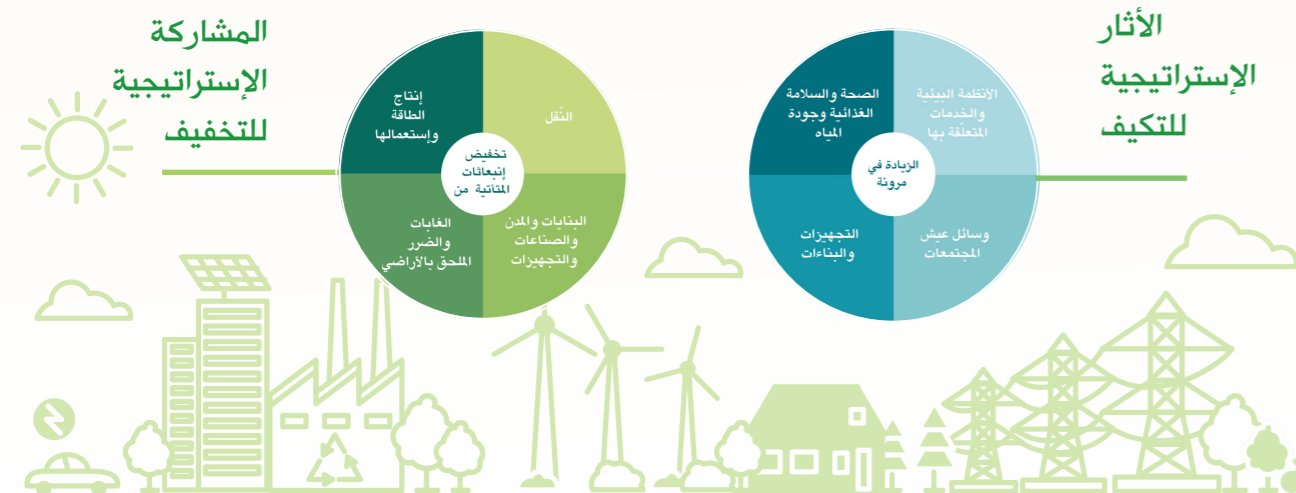 الأثار
الإستراتيجية
للتكيف
الأنظمة البيئية
والخدمات
المتعلّقة بها
الصحة والسلامة
الغذائية وجودة
المياه
الزيادة في
مرونة
وسائل عيش
المجتمعات
التجهيزات
والبناءات
المشاركة
الإستراتيجية
للتخفيف
النّقل
إنتاج
الطاقة
وإستعمالها
تخفيض
إنبعاثات
المتأتية من
البنايات والمدن
والصناعات
والتجهيزات
الغابات
والضرر
الملحق بالأراضي